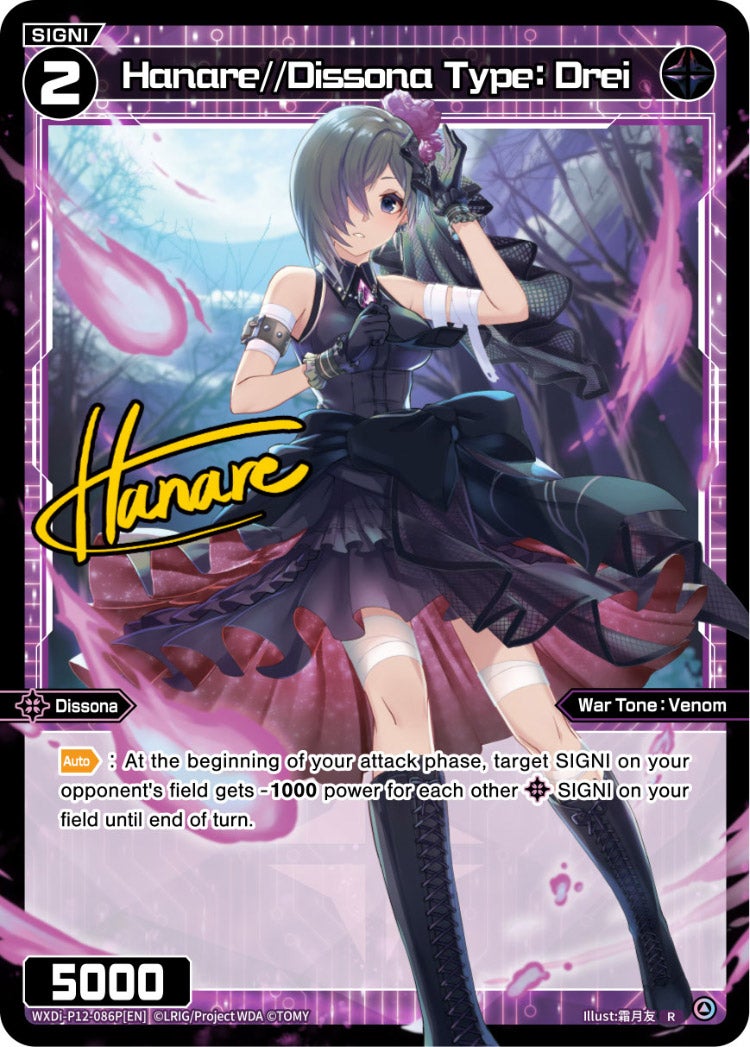 SIGNI
2
Hanare//Dissona Type: Drei
Hanare
Dissona
War Tone : Venom
Auto : At the beginning of your attack phase, target SIGNI on your
opponent's field gets -1000 power for each other SIGNI on your
field until end of turn.
5000
WXDi-P12-086P[EN] ©LRIG/Project WDA ©TOMY
Illust:霜月友 R